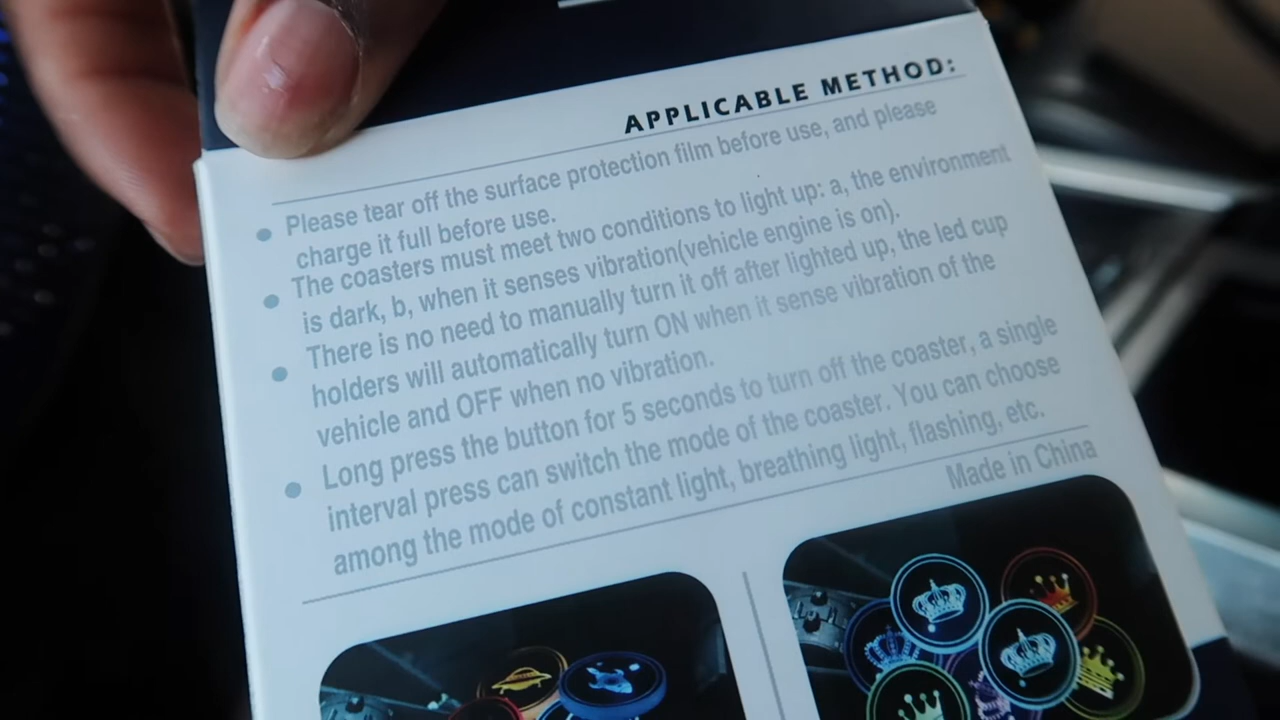 APPLICABLE METHOD:
Please tear off the surface protection film before use, and please
charge it full before use.
The coasters must meet two conditions to light up: a, the environment
is dark, b, when it senses vibration(vehicle engine is on).
There is no need to manually turn it off after lighted up, the led cup
holders will automatically turn ON when it sense vibration of the
vehicle and OFF when no vibration.
Long press the button for 5 seconds to turn off the coaster, a single
interval press can switch the mode of the coaster. You can choose
among the mode of constant light, breathing light, flashing, etc.
Made in China